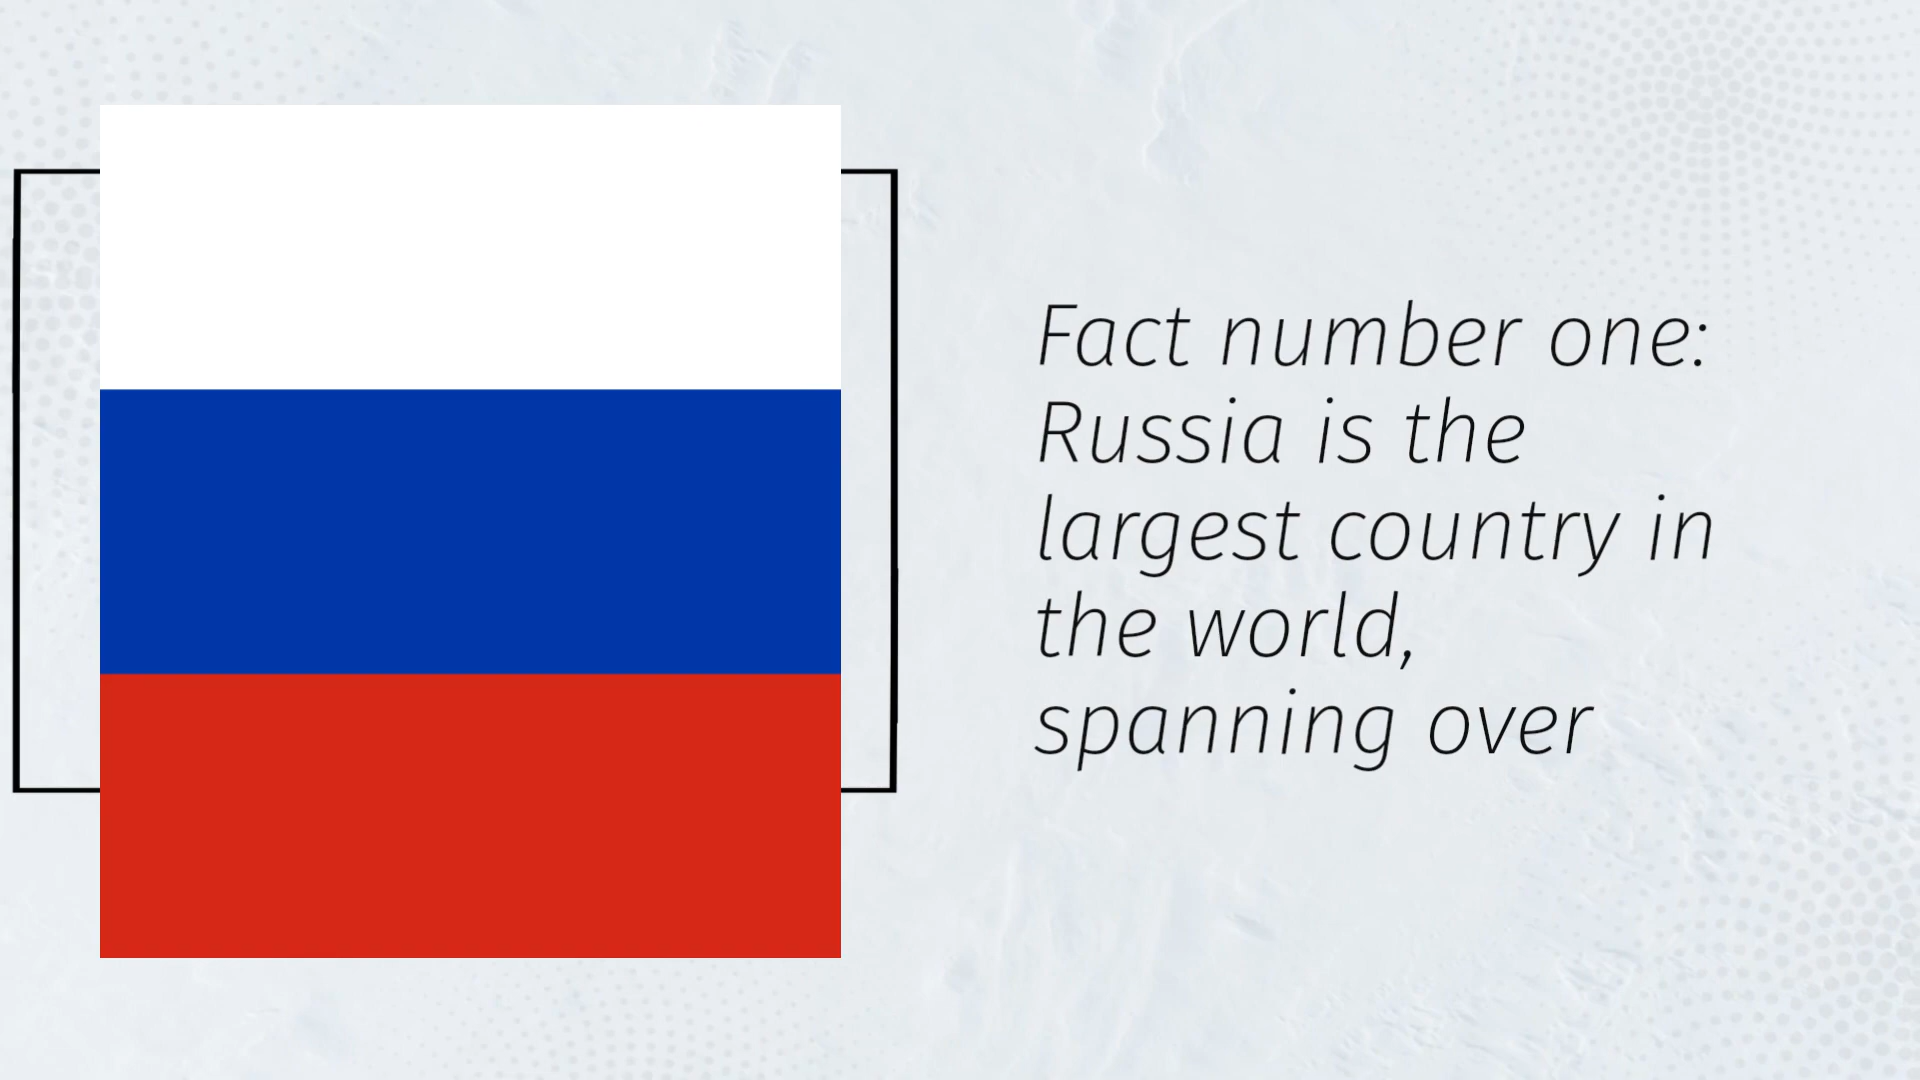 Fact number one:
Russia is the
largest country in
the world,
spanning over